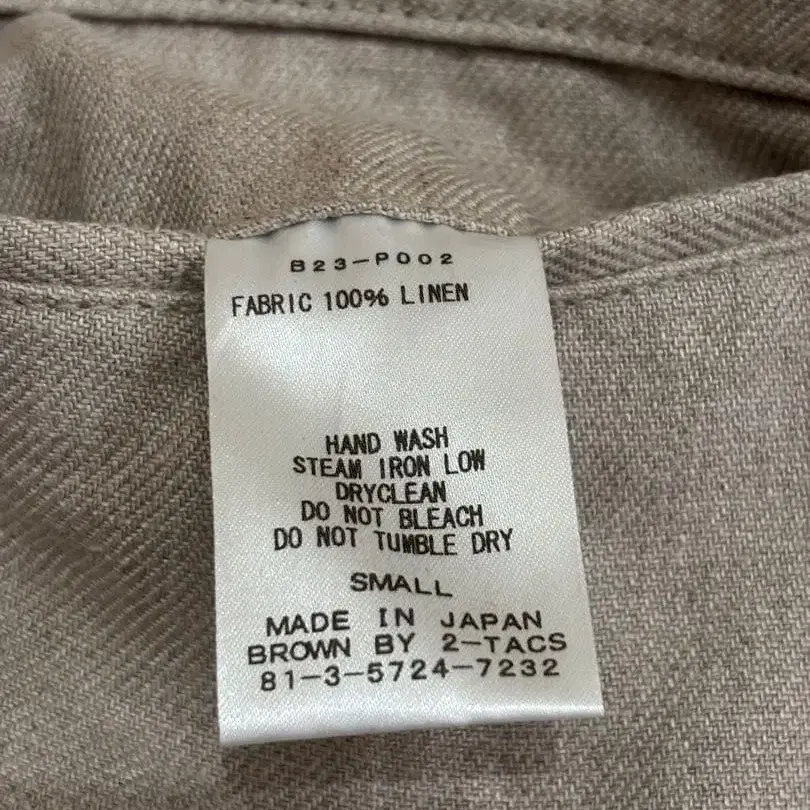 B23-P002
FABRIC 100% LINEN
HAND WASH
STEAM IRON LOW
DRYCLEAN
DO NOT BLEACH
DO NOT TUMBLE DRY
SMALL
MADE IN JAPAN
BROWN BY 2-TACS
81-3-5724-7232